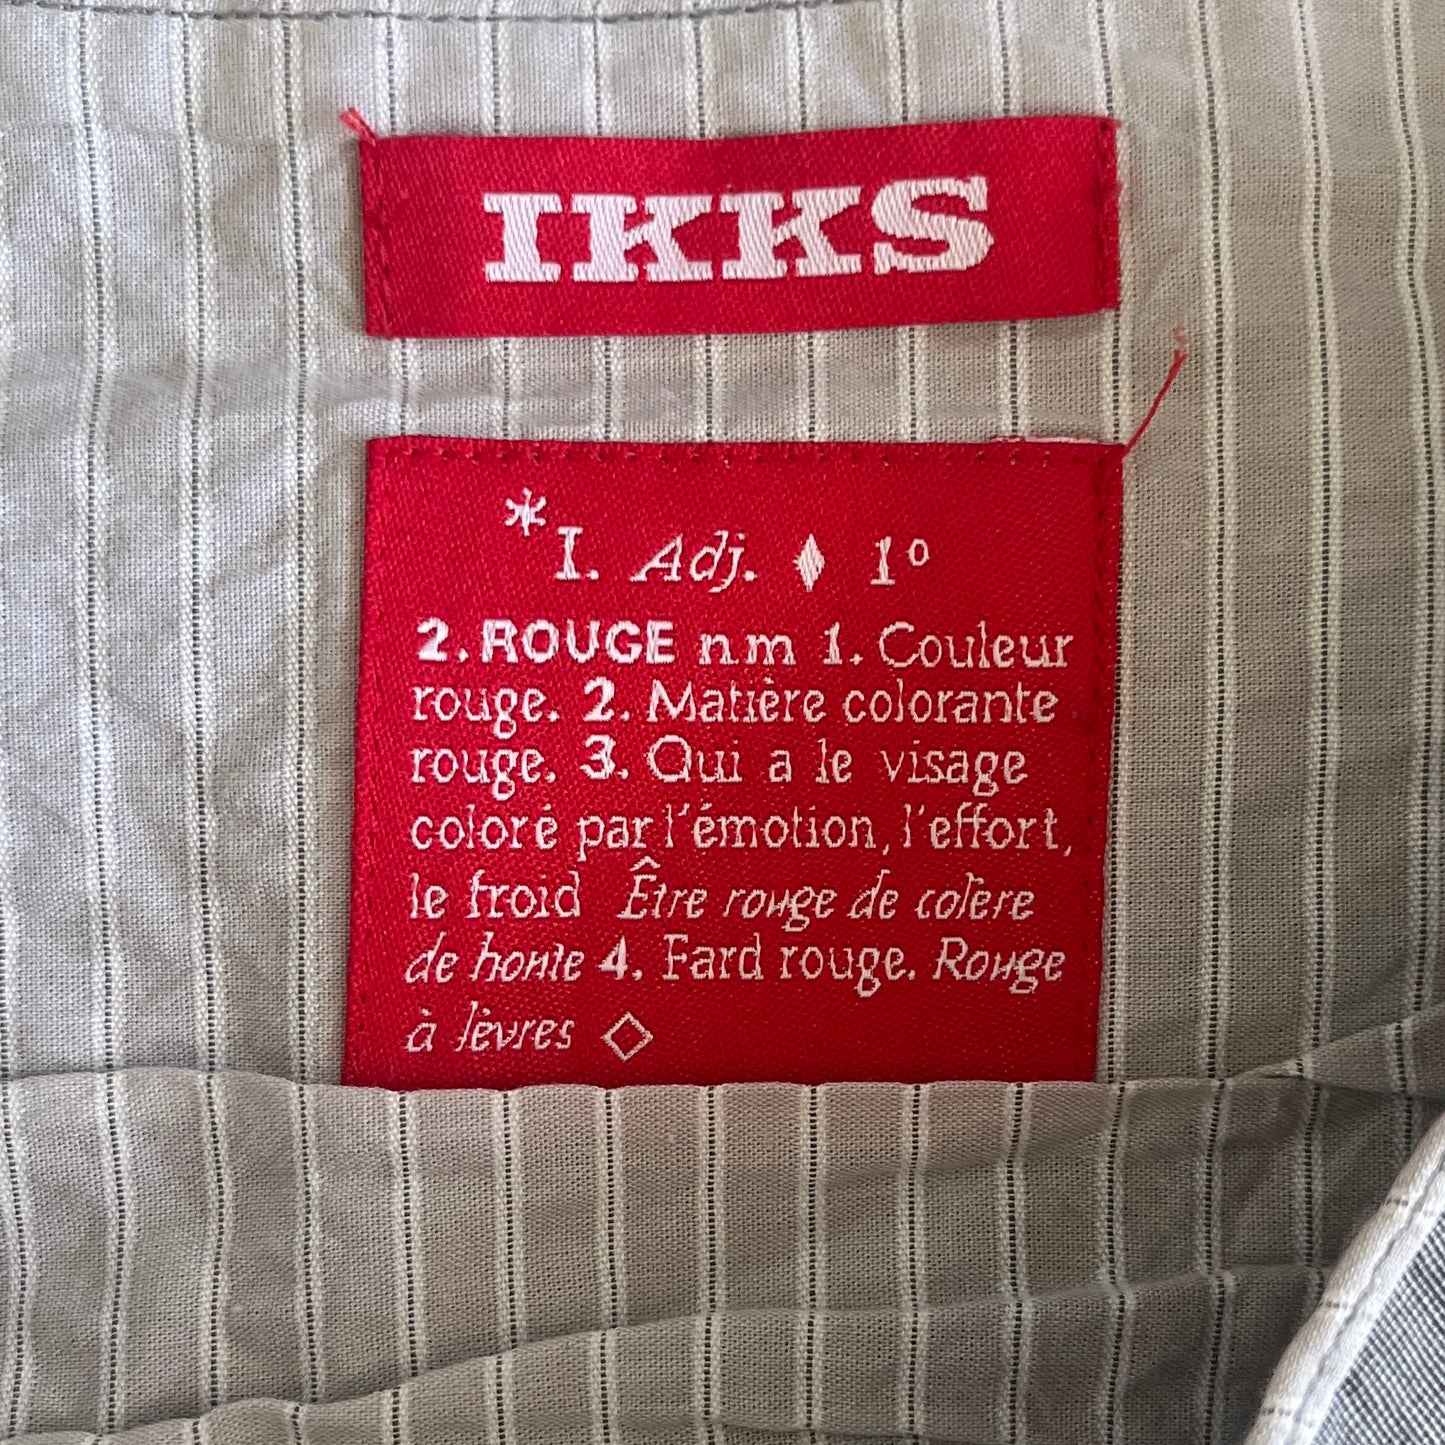 IKKS
*I. Adj. ♦ 1º
2. ROUGE n.m 1. Couleur
rouge. 2. Matière colorante
rouge. 3. Qui a le visage
coloré par l'émotion, l'effort,
le froid Être rouge de colère
de honte 4. Fard rouge. Rouge
à lèvres ◇